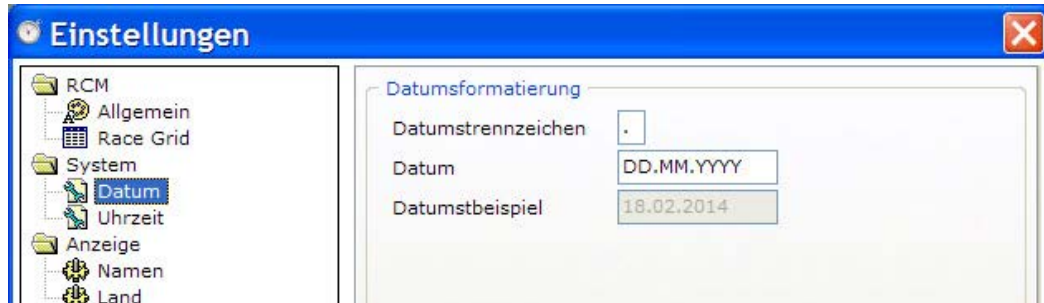 Einstellungen
RCM
Allgemein
Race Grid
System
Datum
Uhrzeit
Anzeige
Namen
Land
Datumsformatierung
Datumstrennzeichen .
Datum DD.MM.YYYY
Datumstbeispiel 18.02.2014